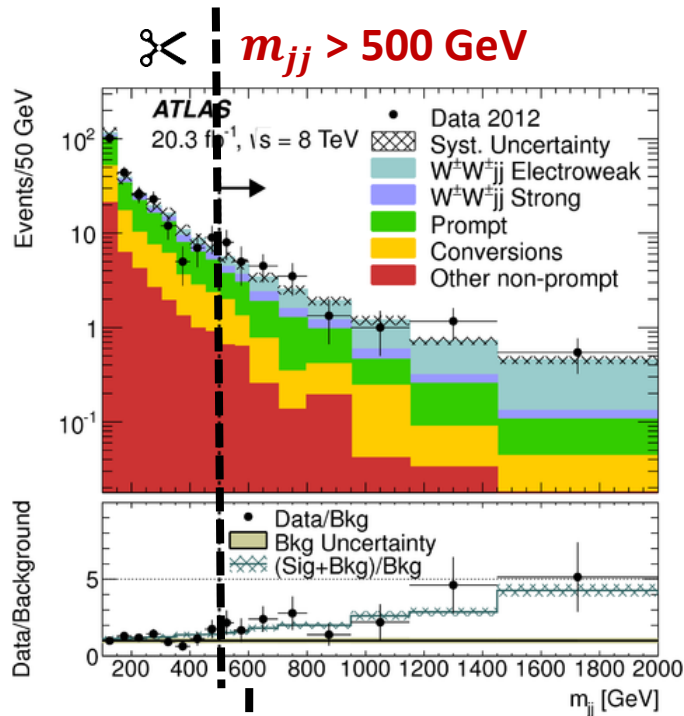 m_jj > 500 GeV
ATLAS
20.3 fb⁻¹, √s = 8 TeV
Data 2012
Syst. Uncertainty
W±W±jj Electroweak
W±W±jj Strong
Prompt
Conversions
Other non-prompt
Events/50 GeV
10²
10
1
10⁻¹
Data/Bkg
Bkg Uncertainty
(Sig+Bkg)/Bkg
Data/Background
5
0
200 400 600 800 1000 1200 1400 1600 1800 2000
m_jj [GeV]